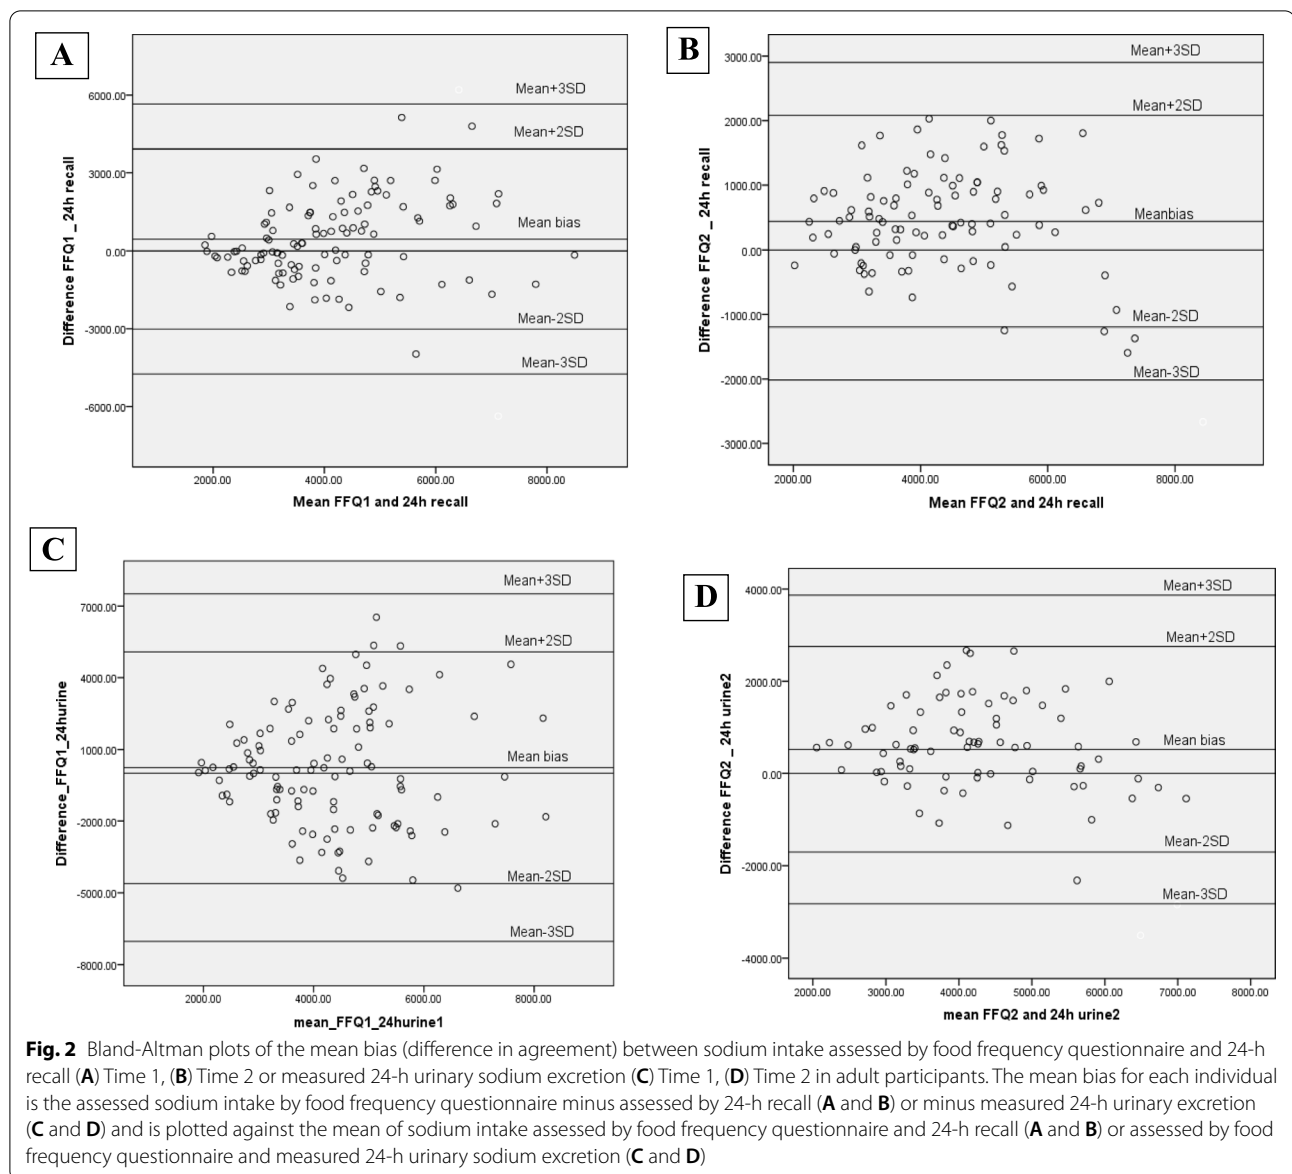 A
Difference FFQ1 _ 24h recall
6000.00
3000.00
0.00
-3000.00
-6000.00
Mean+3SD
Mean+2SD
Mean bias
Mean-2SD
Mean-3SD
2000.00 4000.00 6000.00 8000.00
Mean FFQ1 and 24h recall
B
Difference FFQ2 _ 24h recall
3000.00
2000.00
1000.00
0.00
-1000.00
-2000.00
-3000.00
Mean+3SD
Mean+2SD
Meanbias
Mean-2SD
Mean-3SD
2000.00 4000.00 6000.00 8000.00
Mean FFQ2 and 24h recall
C
Difference_FFQ1_24hurine
7000.00
4000.00
1000.00
-2000.00
-5000.00
-8000.00
Mean+3SD
Mean+2SD
Mean bias
Mean-2SD
Mean-3SD
2000.00 4000.00 6000.00 8000.00
mean_FFQ1_24hurine1
D
Difference FFQ2 _ 24h urine2
4000.00
2000.00
0.00
-2000.00
-4000.00
Mean+3SD
Mean+2SD
Mean bias
Mean-2SD
Mean-3SD
2000.00 3000.00 4000.00 5000.00 6000.00 7000.00 8000.00
mean FFQ2 and 24h urine2
Fig. 2 Bland-Altman plots of the mean bias (difference in agreement) between sodium intake assessed by food frequency questionnaire and 24-h
recall (A) Time 1, (B) Time 2 or measured 24-h urinary sodium excretion (C) Time 1, (D) Time 2 in adult participants. The mean bias for each individual
is the assessed sodium intake by food frequency questionnaire minus assessed by 24-h recall (A and B) or minus measured 24-h urinary excretion
(C and D) and is plotted against the mean of sodium intake assessed by food frequency questionnaire and 24-h recall (A and B) or assessed by food
frequency questionnaire and measured 24-h urinary sodium excretion (C and D)